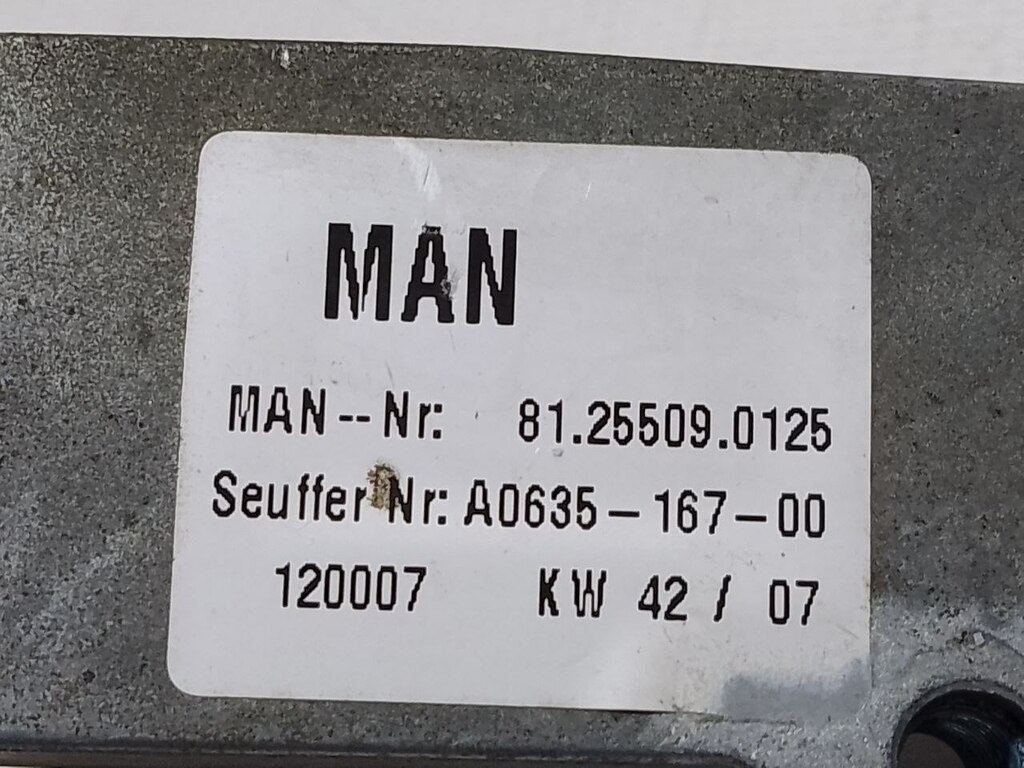 MAN
MAN--Nr: 81.25509.0125
Seuffer Nr: A0635-167-00
120007 KW 42 / 07